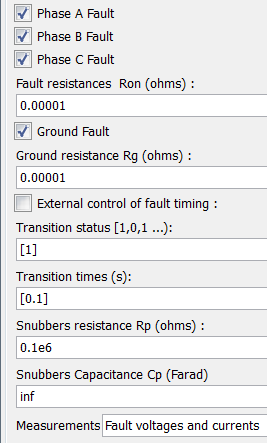 Phase A Fault
Phase B Fault
Phase C Fault
Fault resistances Ron (ohms) :
0.00001
Ground Fault
Ground resistance Rg (ohms) :
0.00001
External control of fault timing :
Transition status [1,0,1 ...):
[1]
Transition times (s):
[0.1]
Snubbers resistance Rp (ohms) :
0.1e6
Snubbers Capacitance Cp (Farad)
inf
Measurements Fault voltages and currents